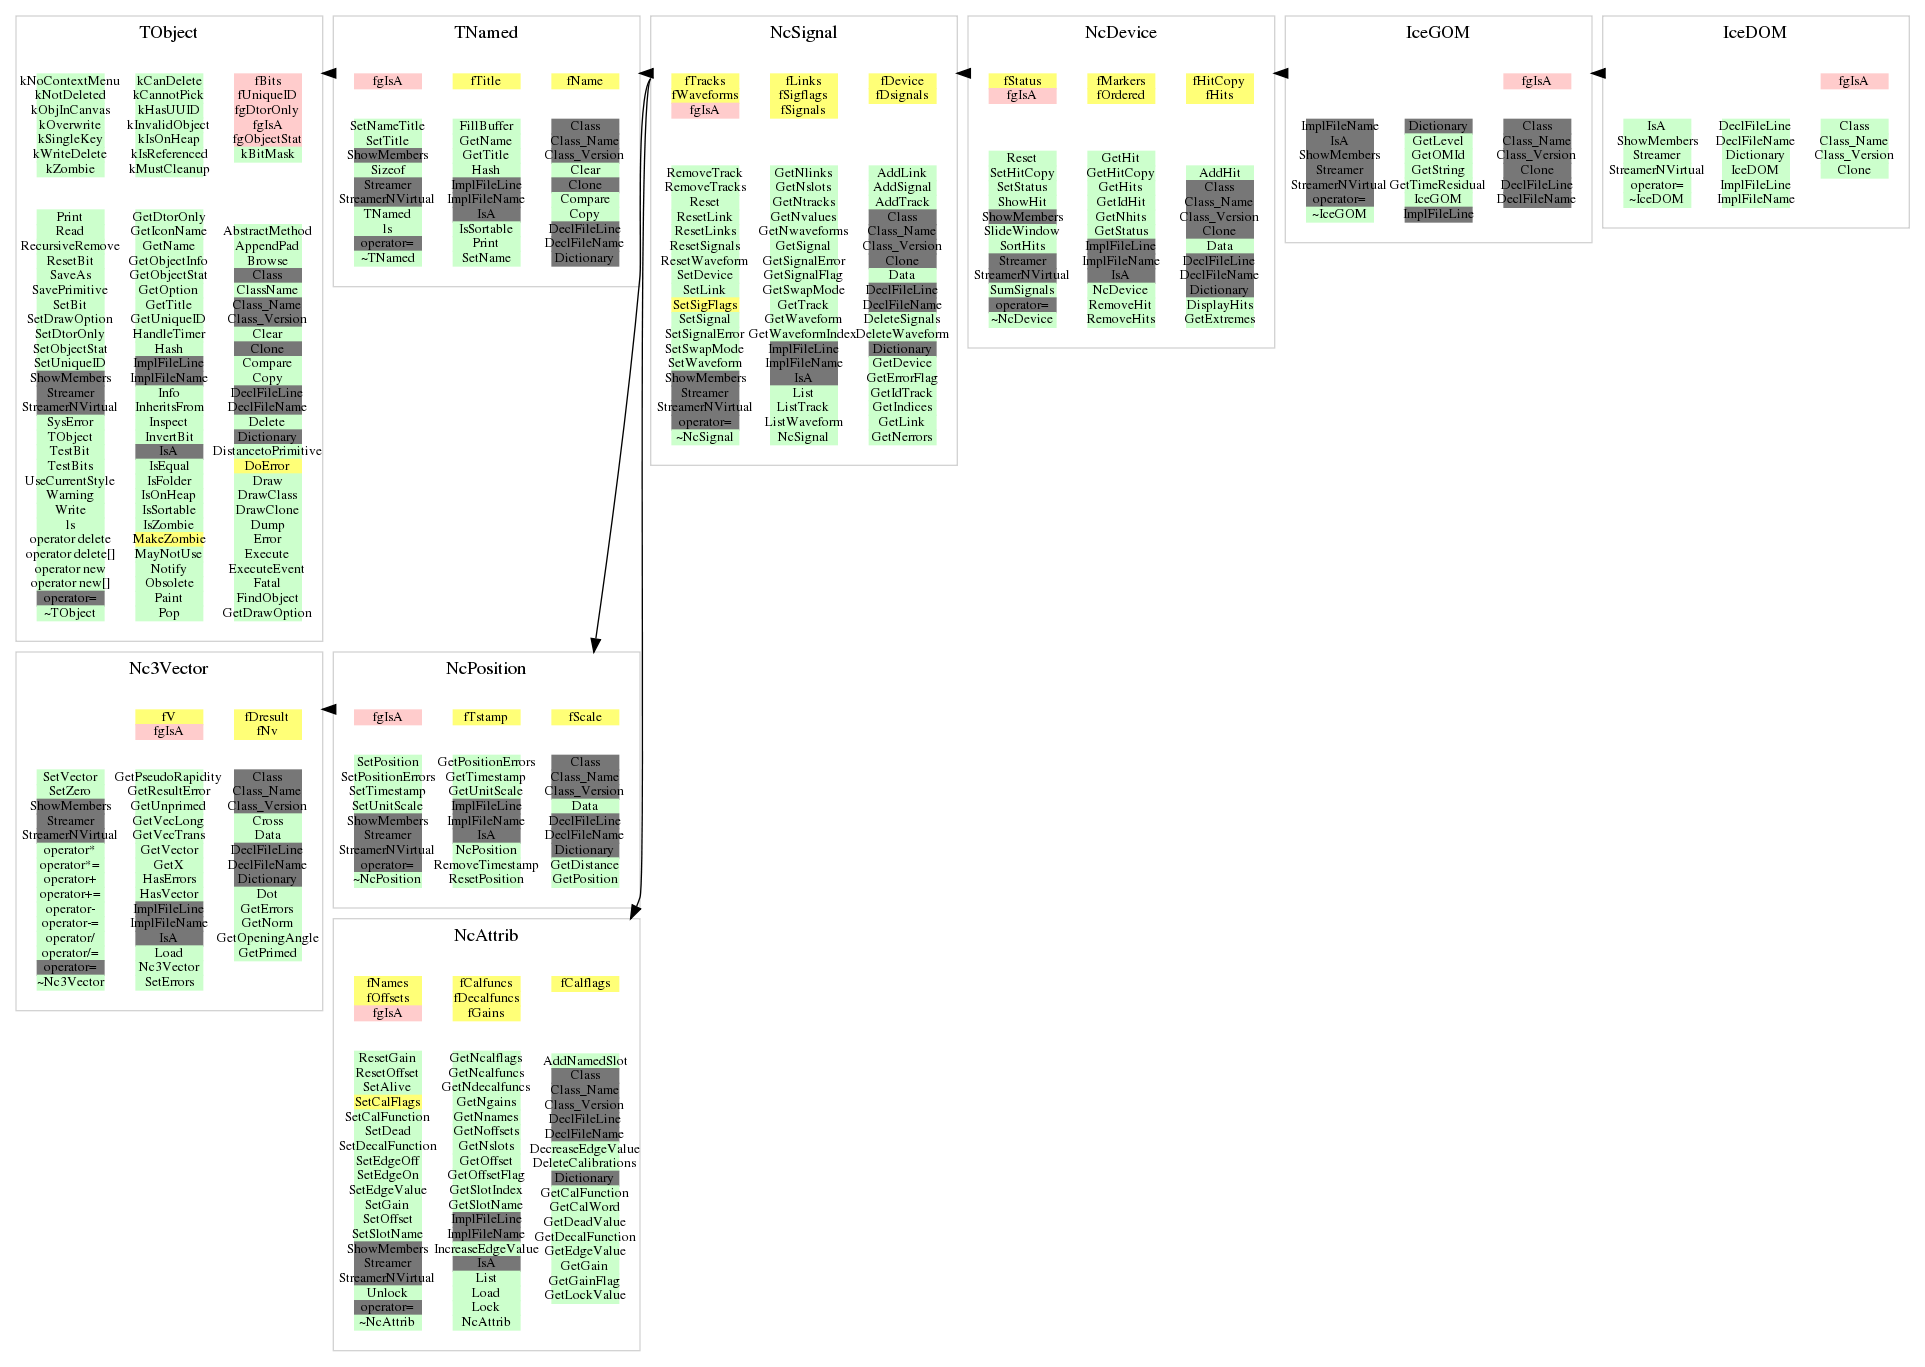 TObject
kNoContextMenu
kNotDeleted
kObjInCanvas
kOverwrite
kSingleKey
kWriteDelete
kZombie
kCanDelete
kCannotPick
kHasUUID
kInvalidObject
kIsOnHeap
kIsReferenced
kMustCleanup
fBits
fUniqueID
fgDtorOnly
fgIsA
fgObjectStat
kBitMask
Print
Read
RecursiveRemove
ResetBit
SaveAs
SavePrimitive
SetBit
SetDrawOption
SetDtorOnly
SetObjectStat
SetUniqueID
ShowMembers
Streamer
StreamerNVirtual
SysError
TObject
TestBit
TestBits
UseCurrentStyle
Warning
Write
ls
operator delete
operator delete[]
operator new
operator new[]
operator=
~TObject
GetDtorOnly
GetIconName
GetName
GetObjectInfo
GetObjectStat
GetOption
GetTitle
GetUniqueID
HandleTimer
Hash
ImplFileLine
ImplFileName
Info
InheritsFrom
Inspect
InvertBit
IsA
IsEqual
IsFolder
IsOnHeap
IsSortable
IsZombie
MakeZombie
MayNotUse
Notify
Obsolete
Paint
Pop
AbstractMethod
AppendPad
Browse
Class
ClassName
Class_Name
Class_Version
Clear
Clone
Compare
Copy
DeclFileLine
DeclFileName
Delete
Dictionary
DistancetoPrimitive
DoError
Draw
DrawClass
DrawClone
Dump
Error
Execute
ExecuteEvent
Fatal
FindObject
GetDrawOption
TNamed
fgIsA
fTitle
fName
SetNameTitle
SetTitle
ShowMembers
Sizeof
Streamer
StreamerNVirtual
TNamed
ls
operator=
~TNamed
FillBuffer
GetName
GetTitle
Hash
ImplFileLine
ImplFileName
IsA
IsSortable
Print
SetName
Class
Class_Name
Class_Version
Clear
Clone
Compare
Copy
DeclFileLine
DeclFileName
Dictionary
NcSignal
fTracks
fWaveforms
fgIsA
fLinks
fSigflags
fSignals
fDevice
fDsignals
RemoveTrack
RemoveTracks
Reset
ResetLink
ResetLinks
ResetSignals
ResetWaveform
SetDevice
SetLink
SetSigFlags
SetSignal
SetSignalError
SetSwapMode
SetWaveform
ShowMembers
Streamer
StreamerNVirtual
operator=
~NcSignal
GetNlinks
GetNslots
GetNtracks
GetNvalues
GetNwaveforms
GetSignal
GetSignalError
GetSignalFlag
GetSwapMode
GetTrack
GetWaveform
GetWaveformIndex
ImplFileLine
ImplFileName
IsA
List
ListTrack
ListWaveform
NcSignal
AddLink
AddSignal
AddTrack
Class
Class_Name
Class_Version
Clone
Data
DeclFileLine
DeclFileName
DeleteSignals
DeleteWaveform
Dictionary
GetDevice
GetErrorFlag
GetIdTrack
GetIndices
GetLink
GetNerrors
NcDevice
fStatus
fgIsA
fMarkers
fOrdered
fHitCopy
fHits
Reset
SetHitCopy
SetStatus
ShowHit
ShowMembers
SlideWindow
SortHits
Streamer
StreamerNVirtual
SumSignals
operator=
~NcDevice
GetHit
GetHitCopy
GetHits
GetIdHit
GetNhits
GetStatus
ImplFileLine
ImplFileName
IsA
NcDevice
RemoveHit
RemoveHits
AddHit
Class
Class_Name
Class_Version
Clone
Data
DeclFileLine
DeclFileName
Dictionary
DisplayHits
GetExtremes
IceGOM
fgIsA
ImplFileName
IsA
ShowMembers
Streamer
StreamerNVirtual
operator=
~IceGOM
Dictionary
GetLevel
GetOMId
GetString
GetTimeResidual
IceGOM
ImplFileLine
Class
Class_Name
Class_Version
Clone
DeclFileLine
DeclFileName
IceDOM
fgIsA
IsA
ShowMembers
Streamer
StreamerNVirtual
operator=
~IceDOM
DeclFileLine
DeclFileName
Dictionary
IceDOM
ImplFileLine
ImplFileName
Class
Class_Name
Class_Version
Clone
Nc3Vector
fV
fgIsA
fDresult
fNv
SetVector
SetZero
ShowMembers
Streamer
StreamerNVirtual
operator*
operator*=
operator+
operator+=
operator-
operator-=
operator/
operator/=
operator=
~Nc3Vector
GetPseudoRapidity
GetResultError
GetUnprimed
GetVecLong
GetVecTrans
GetVector
GetX
HasErrors
HasVector
ImplFileLine
ImplFileName
IsA
Load
Nc3Vector
SetErrors
Class
Class_Name
Class_Version
Cross
Data
DeclFileLine
DeclFileName
Dictionary
Dot
GetErrors
GetNorm
GetOpeningAngle
GetPrimed
NcPosition
fgIsA
fTstamp
fScale
SetPosition
SetPositionErrors
SetTimestamp
SetUnitScale
ShowMembers
Streamer
StreamerNVirtual
operator=
~NcPosition
GetPositionErrors
GetTimestamp
GetUnitScale
ImplFileLine
ImplFileName
IsA
NcPosition
RemoveTimestamp
ResetPosition
Class
Class_Name
Class_Version
Data
DeclFileLine
DeclFileName
Dictionary
GetDistance
GetPosition
NcAttrib
fNames
fOffsets
fgIsA
fCalfuncs
fDecalfuncs
fGains
fCalflags
ResetGain
ResetOffset
SetAlive
SetCalFlags
SetCalFunction
SetDead
SetDecalFunction
SetEdgeOff
SetEdgeOn
SetEdgeValue
SetGain
SetOffset
SetSlotName
ShowMembers
Streamer
StreamerNVirtual
Unlock
operator=
~NcAttrib
GetNcalflags
GetNcalfuncs
GetNdecalfuncs
GetNgains
GetNnames
GetNoffsets
GetNslots
GetOffset
GetOffsetFlag
GetSlotIndex
GetSlotName
ImplFileLine
ImplFileName
IncreaseEdgeValue
IsA
List
Load
Lock
NcAttrib
AddNamedSlot
Class
Class_Name
Class_Version
DeclFileLine
DeclFileName
DecreaseEdgeValue
DeleteCalibrations
Dictionary
GetCalFunction
GetCalWord
GetDeadValue
GetDecalFunction
GetEdgeValue
GetGain
GetGainFlag
GetLockValue